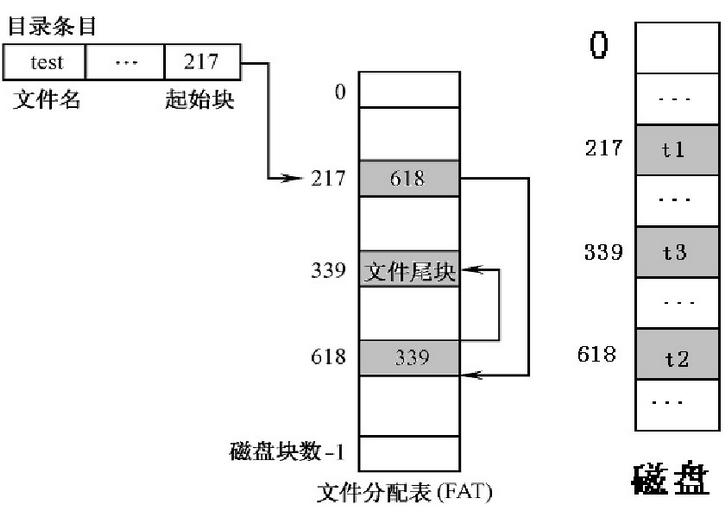 目录条目
test ... 217
文件名 起始块
0
217 618
339 文件尾块
618 339
磁盘块数-1
文件分配表(FAT)
0
...
217 t1
...
339 t3
...
618 t2
...
磁盘